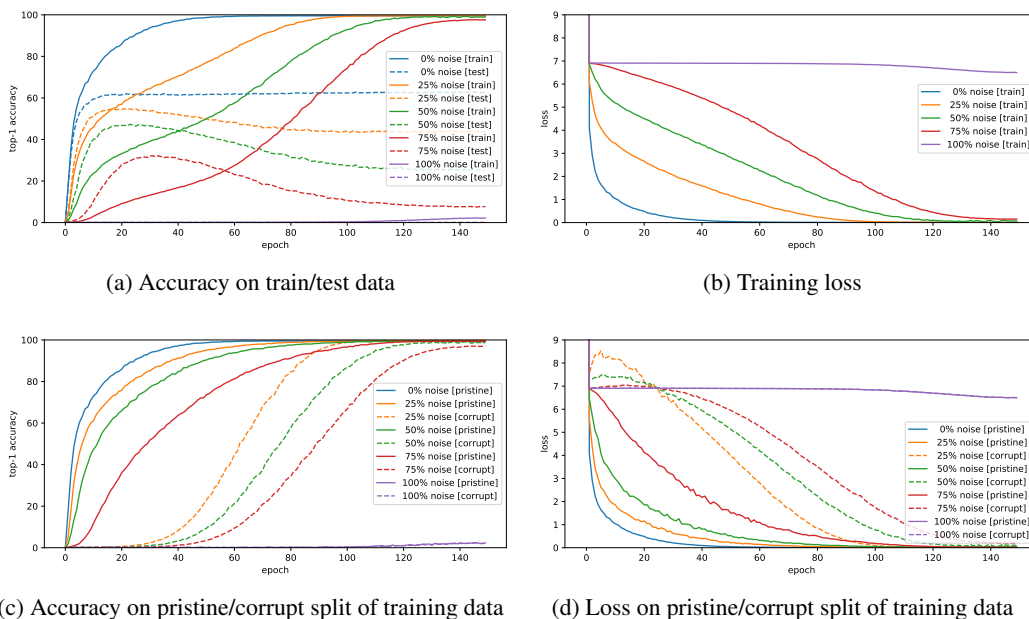 100
80
60
40
20
0
top-1 accuracy
0% noise [train]
0% noise [test]
25% noise [train]
25% noise [test]
50% noise [train]
50% noise [test]
75% noise [train]
75% noise [test]
100% noise [train]
100% noise [test]
0 20 40 60 80 100 120 140
epoch
(a) Accuracy on train/test data
9
8
7
6
5
4
3
2
1
0
loss
0% noise [train]
25% noise [train]
50% noise [train]
75% noise [train]
100% noise [train]
0 20 40 60 80 100 120 140
epoch
(b) Training loss
100
80
60
40
20
0
top-1 accuracy
0% noise [pristine]
25% noise [pristine]
25% noise [corrupt]
50% noise [pristine]
50% noise [corrupt]
75% noise [pristine]
75% noise [corrupt]
100% noise [pristine]
100% noise [corrupt]
0 20 40 60 80 100 120 140
epoch
(c) Accuracy on pristine/corrupt split of training data
9
8
7
6
5
4
3
2
1
0
loss
0% noise [pristine]
25% noise [pristine]
25% noise [corrupt]
50% noise [pristine]
50% noise [corrupt]
75% noise [pristine]
75% noise [corrupt]
100% noise [pristine]
100% noise [corrupt]
0 20 40 60 80 100 120 140
epoch
(d) Loss on pristine/corrupt split of training data